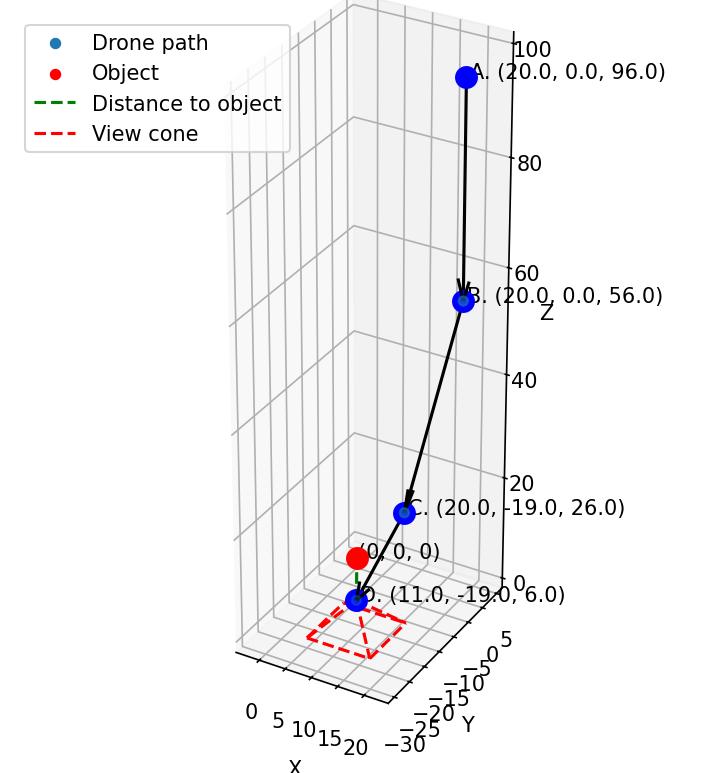 Drone path
Object
Distance to object
View cone
100
A. (20.0, 0.0, 96.0)
80
60
B. (20.0, 0.0, 56.0)
Z
40
20
C. (20.0, -19.0, 26.0)
(0, 0, 0)
0
D. (11.0, -19.0, 6.0)
5
0
−5
−10
−15
−20
−25
−30
Y
0
5
10
15
20
X